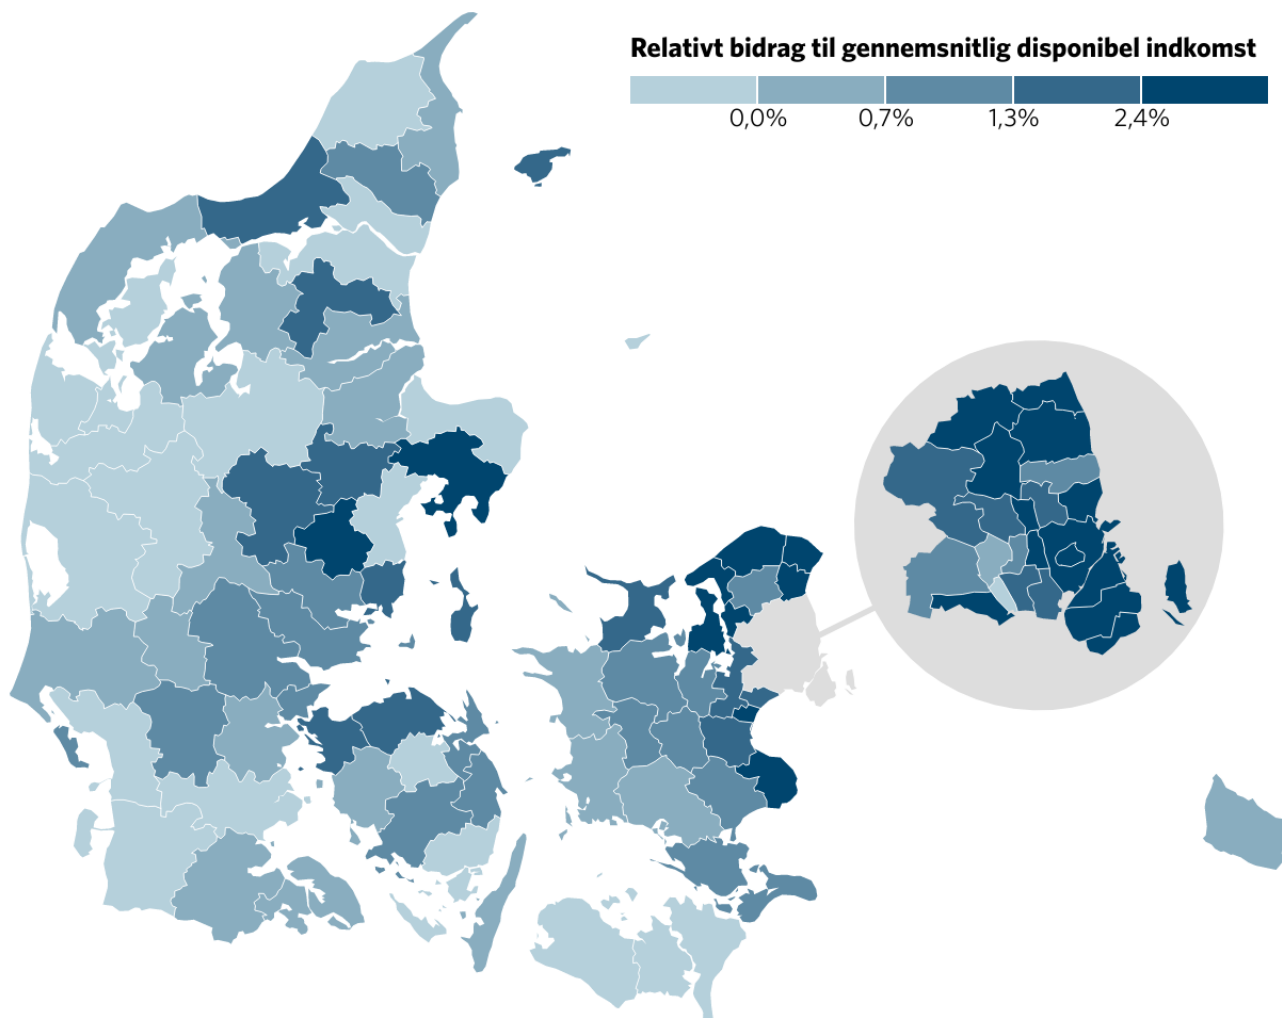 Relativt bidrag til gennemsnitlig disponibel indkomst
0,0% 0,7% 1,3% 2,4%